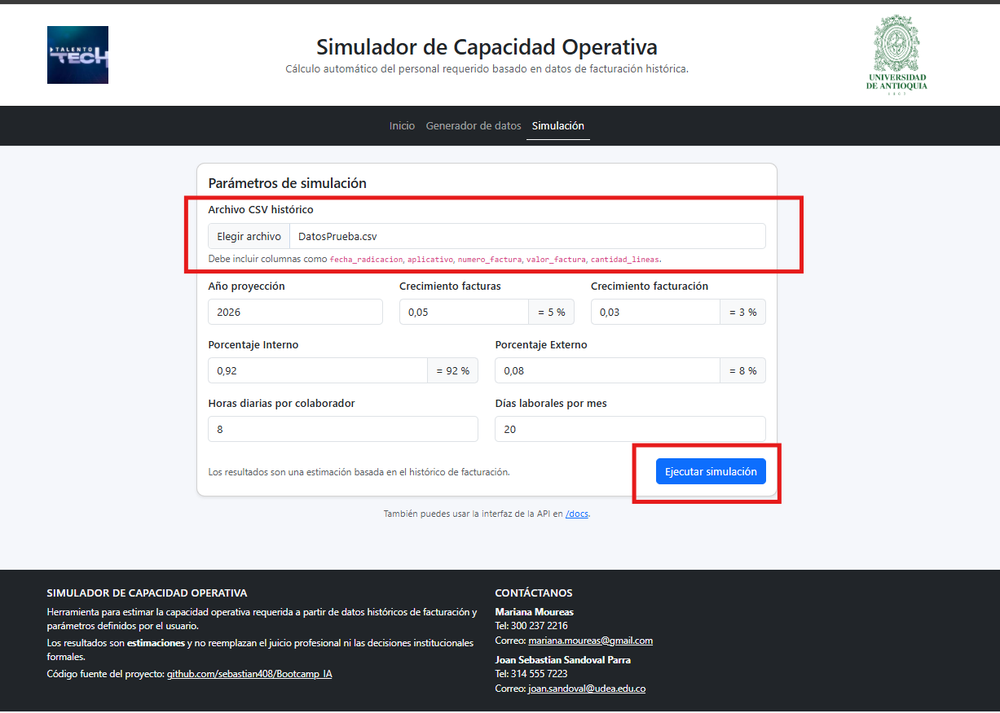 TALENTO
TECH
Simulador de Capacidad Operativa
Cálculo automático del personal requerido basado en datos de facturación histórica.
UNIVERSIDAD
DE ANTIOQUIA
1803
Inicio Generador de datos Simulación
Parámetros de simulación
Archivo CSV histórico
Elegir archivo DatosPrueba.csv
Debe incluir columnas como fecha_radicacion, aplicativo, numero_factura, valor_factura, cantidad_lineas.
Año proyección Crecimiento facturas Crecimiento facturación
2026 0,05 = 5 % 0,03 = 3 %
Porcentaje Interno Porcentaje Externo
0,92 = 92 % 0,08 = 8 %
Horas diarias por colaborador Días laborales por mes
8 20
Los resultados son una estimación basada en el histórico de facturación. Ejecutar simulación
También puedes usar la interfaz de la API en /docs.
SIMULADOR DE CAPACIDAD OPERATIVA
Herramienta para estimar la capacidad operativa requerida a partir de datos históricos de facturación y
parámetros definidos por el usuario.
Los resultados son estimaciones y no reemplazan el juicio profesional ni las decisiones institucionales
formales.
Código fuente del proyecto: github.com/sebastian408/Bootcamp_IA
CONTÁCTANOS
Mariana Moureas
Tel: 300 237 2216
Correo: mariana.moureas@gmail.com
Joan Sebastian Sandoval Parra
Tel: 314 555 7223
Correo: joan.sandoval@udea.edu.co